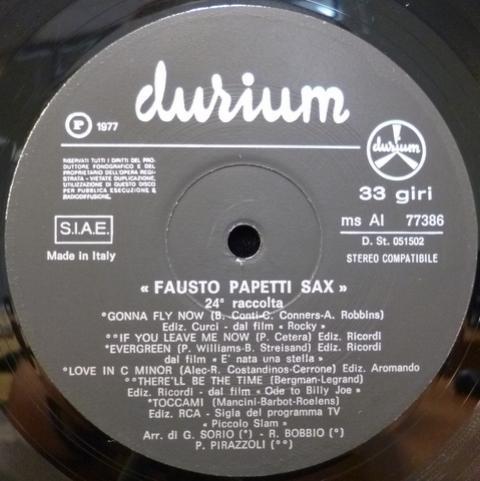 durium
℗ 1977
RISERVATI TUTTI I DIRITTI DEL PRO-
DUTTORE FONOGRAFICO E DEL
PROPRIETARIO DELL'OPERA REGI-
STRATA - VIETATE DUPLICAZIONE,
UTILIZZAZIONE DI QUESTO DISCO
PER PUBBLICA ESECUZIONE E
RADIODIFFUSIONE.
durium
33 giri
S.I.A.E.
ms AI 77386
D. St. 051502
Made in Italy
STEREO COMPATIBILE
« FAUSTO PAPETTI SAX »
24ª raccolta
*GONNA FLY NOW (B. Conti-C. Conners-A. Robbins)
Ediz. Curci - dal film « Rocky »
°°IF YOU LEAVE ME NOW (P. Cetera) Ediz. Ricordi
*EVERGREEN (P. Williams-B. Streisand) Ediz. Ricordi
dal film « E' nata una stella »
*LOVE IN C MINOR (Alec-R. Costandinos-Cerrone) Ediz. Aromando
°°THERE'LL BE THE TIME (Bergman-Legrand)
Ediz. Ricordi - dal film « Ode to Billy Joe »
*TOCCAMI (Mancini-Barbot-Roelens)
Ediz. RCA - Sigla del programma TV
« Piccolo Slam »
Arr. di G. SORIO (*) - R. BOBBIO (°)
P. PIRAZZOLI (°°)